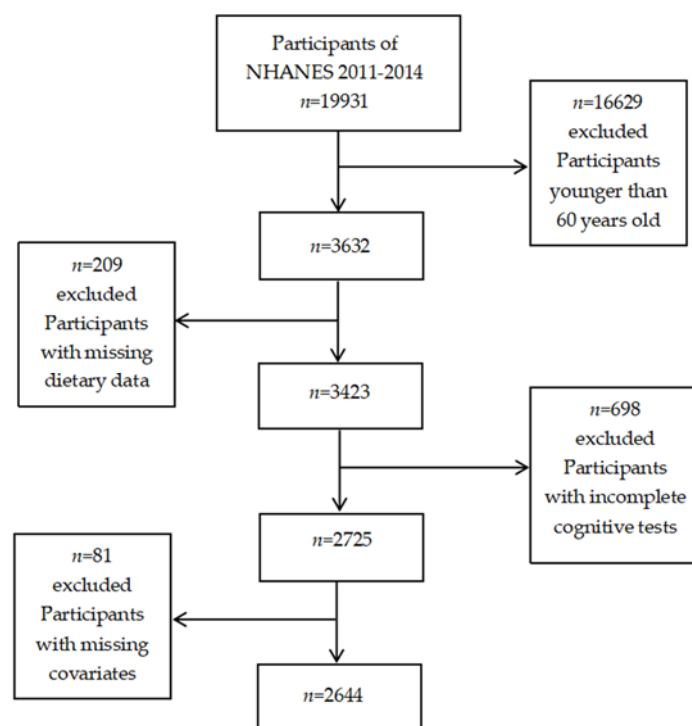 Participants of
NHANES 2011-2014
n=19931
n=16629
excluded
Participants
younger than
60 years old
n=3632
n=209
excluded
Participants
with missing
dietary data
n=3423
n=698
excluded
Participants
with incomplete
cognitive tests
n=2725
n=81
excluded
Participants
with missing
covariates
n=2644